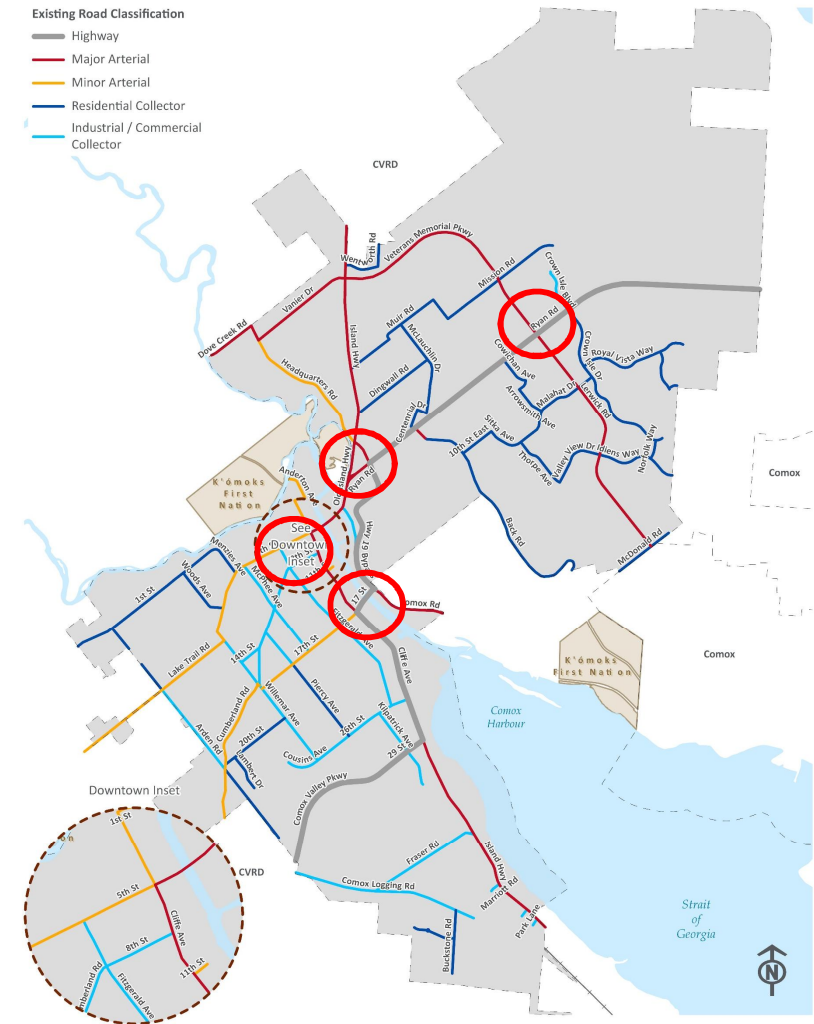 Existing Road Classification
Highway
Major Arterial
Minor Arterial
Residential Collector
Industrial / Commercial
Collector
CVRD
Wentworth Rd
Veterans Memorial Pkwy
Mission Rd
Crown Isle Blvd
Vanier Dr
Dove Creek Rd
Muir Rd
Island Hwy
McLauchlin Dr
Ryan Rd
Crown Isle Dr
Royal Vista Way
Cowichan Ave
Headquarters Rd
Dingwall Rd
Malahat Dr
Lerwick Rd
Arrowsmith Ave
Centennial Dr
Sitka Ave
10th St East
Thorpe Ave
Valley View Dr
Idiens Way
Norfolk Way
Old Island Hwy
Ryan Rd
K'ómoks
First
Nation
Anderton Ave
Comox
See
Downtown
Inset
Back Rd
McDonald Rd
Menzies Ave
McPhee Ave
Woods Ave
1st St
17 St
Comox Rd
Fitzgerald Ave
14th St
17th St
Lake Trail Rd
Cliffe Ave
K'ómoks
First Nation
Comox
Comox
Harbour
Piercy Ave
Willemar Ave
Cumberland Rd
Kilpatrick Ave
26th St
20th St
Arden Rd
Cousins Ave
29 St
Lambert Dr
Comox Valley Pkwy
Downtown Inset
1st St
5th St
Cliffe Ave
8th St
11th St
Fitzgerald Ave
CVRD
Fraser
Comox Logging Rd
Island Hwy
Marriott Rd
Park Lane
Buckstone Rd
Strait
of
Georgia
N